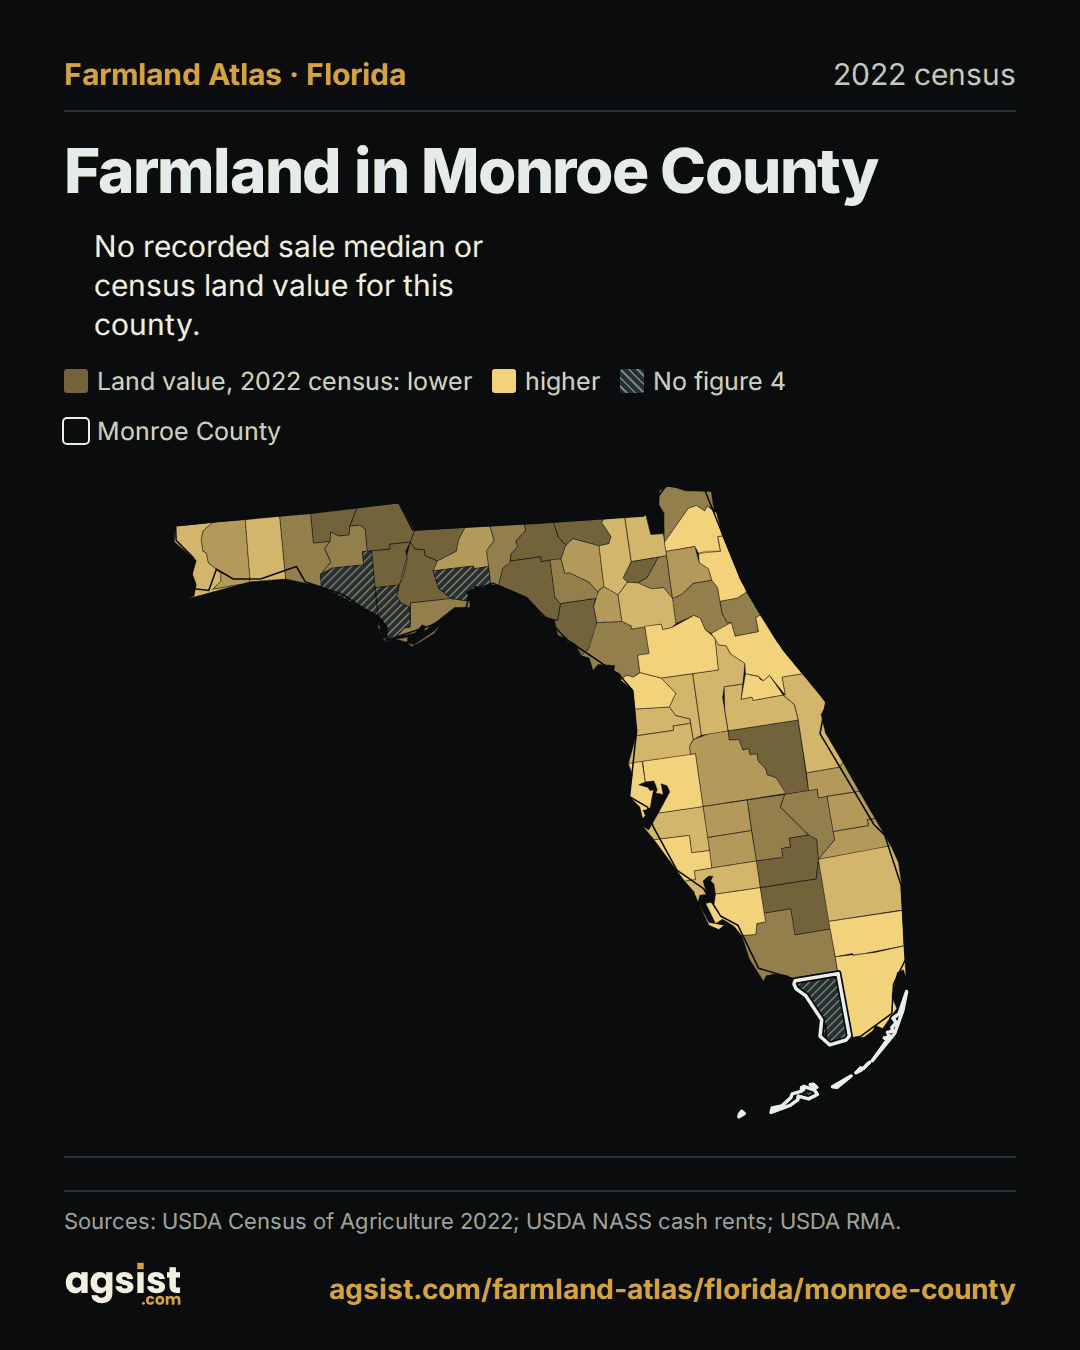 Farmland Atlas · Florida
2022 census
Farmland in Monroe County
No recorded sale median or
census land value for this
county.
Land value, 2022 census: lower
higher
No figure 4
Monroe County
Sources: USDA Census of Agriculture 2022; USDA NASS cash rents; USDA RMA.
agsist
.com
agsist.com/farmland-atlas/florida/monroe-county